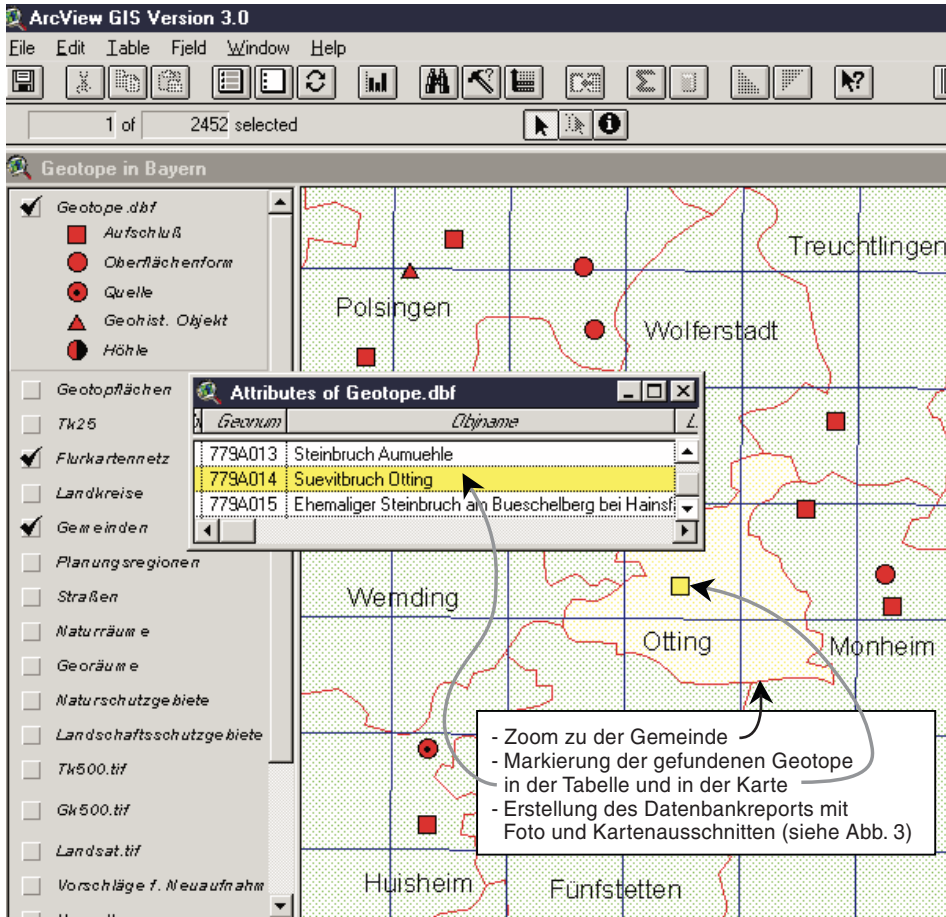 ArcView GIS Version 3.0
File Edit Table Field Window Help
1 of 2452 selected
Geotope in Bayern
Geotope.dbf
Aufschluß
Oberflächenform
Quelle
Geohist. Objekt
Höhle
Geotopflächen
Tk25
Flurkartennetz
Landkreise
Gemeinden
Planungsregionen
Straßen
Naturräume
Georäume
Naturschutzgebiete
Landschaftsschutzgebiete
Tk500.tif
Gk500.tif
Landsat.tif
Vorschläge f. Neuaufnahm
Treuchtlingen
Polsingen
Wolferstadt
Attributes of Geotope.dbf
Geonum Objname L.
779A013 Steinbruch Aumuehle
779A014 Suevitbruch Otting
779A015 Ehemaliger Steinbruch am Bueschelberg bei Hainsf
Wemding
Otting
Monheim
- Zoom zu der Gemeinde
- Markierung der gefundenen Geotope
in der Tabelle und in der Karte
- Erstellung des Datenbankreports mit
Foto und Kartenausschnitten (siehe Abb. 3)
Huisheim
Fünfstetten